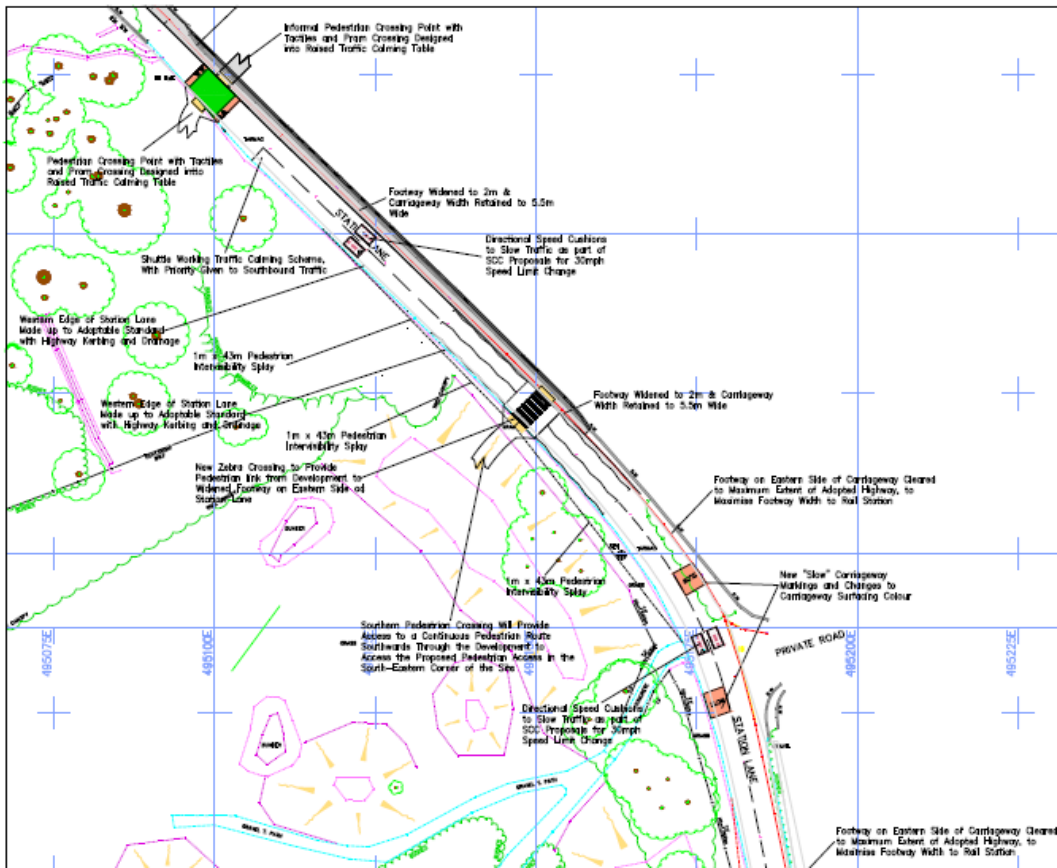 Informal Pedestrian Crossing Point with
Tactiles and Pram Crossing Designed
into Raised Traffic Calming Table
Pedestrian Crossing Point with Tactiles
and Pram Crossing Designed intto
Raised Traffic Calming Table
TARMAC
Footway Widened to 2m &
Carriageway Width Retained to 5.5m
Wide
STATION LANE
Directional Speed Cushions
to Slow Traffic as part of
SCC Proposals for 30mph
Speed Limit Change
Shuttle Working Traffic Calming Scheme,
With Priority Given to Southbound Traffic
Western Edge of Station Lane
Made up to Adoptable Standard
with Highway Kerbing and Drainage
1m x 43m Pedestrian
Intervisibility Splay
Western Edge of Station Lane
Made up to Adoptable Standard
with Highway Kerbing and Drainage
Footway Widened to 2m & Carriageway
Width Retained to 5.5m Wide
1m x 43m Pedestrian
Intervisibility Splay
New Zebra Crossing to Provide
Pedestrian link from Development to
Widened Footway on Eastern Side od
Station Lane
Footway on Eastern Side of Carriageway Cleared
to Maximum Extent of Adopted Highway, to
Maximise Footway Width to Rail Station
BUNKER
TARMAC
1m x 43m Pedestrian
Intervisibility Splay
New "Slow" Carriageway
Markings and Changes to
Carriageway Surfacing Colour
SLOW
Southern Pedestrian Crossing Will Provide
Access to a Continuous Pedestrian Route
Southwards Through the Development to
Access the Proposed Pedestrian Access in the
South-Eastern Corner of the Site
PRIVATE ROAD
495075E
495100E
495200E
495225E
Directional Speed Cushions
to Slow Traffic as part of
SCC Proposals for 30mph
Speed Limit Change
SLOW
STATION LANE
BUNKER
GRAVEL T. PATH
GRAVEL T. PATH
Footway on Eastern Side of Carriageway Cleared
to Maximum Extent of Adopted Highway, to
Maximise Footway Width to Rail Station